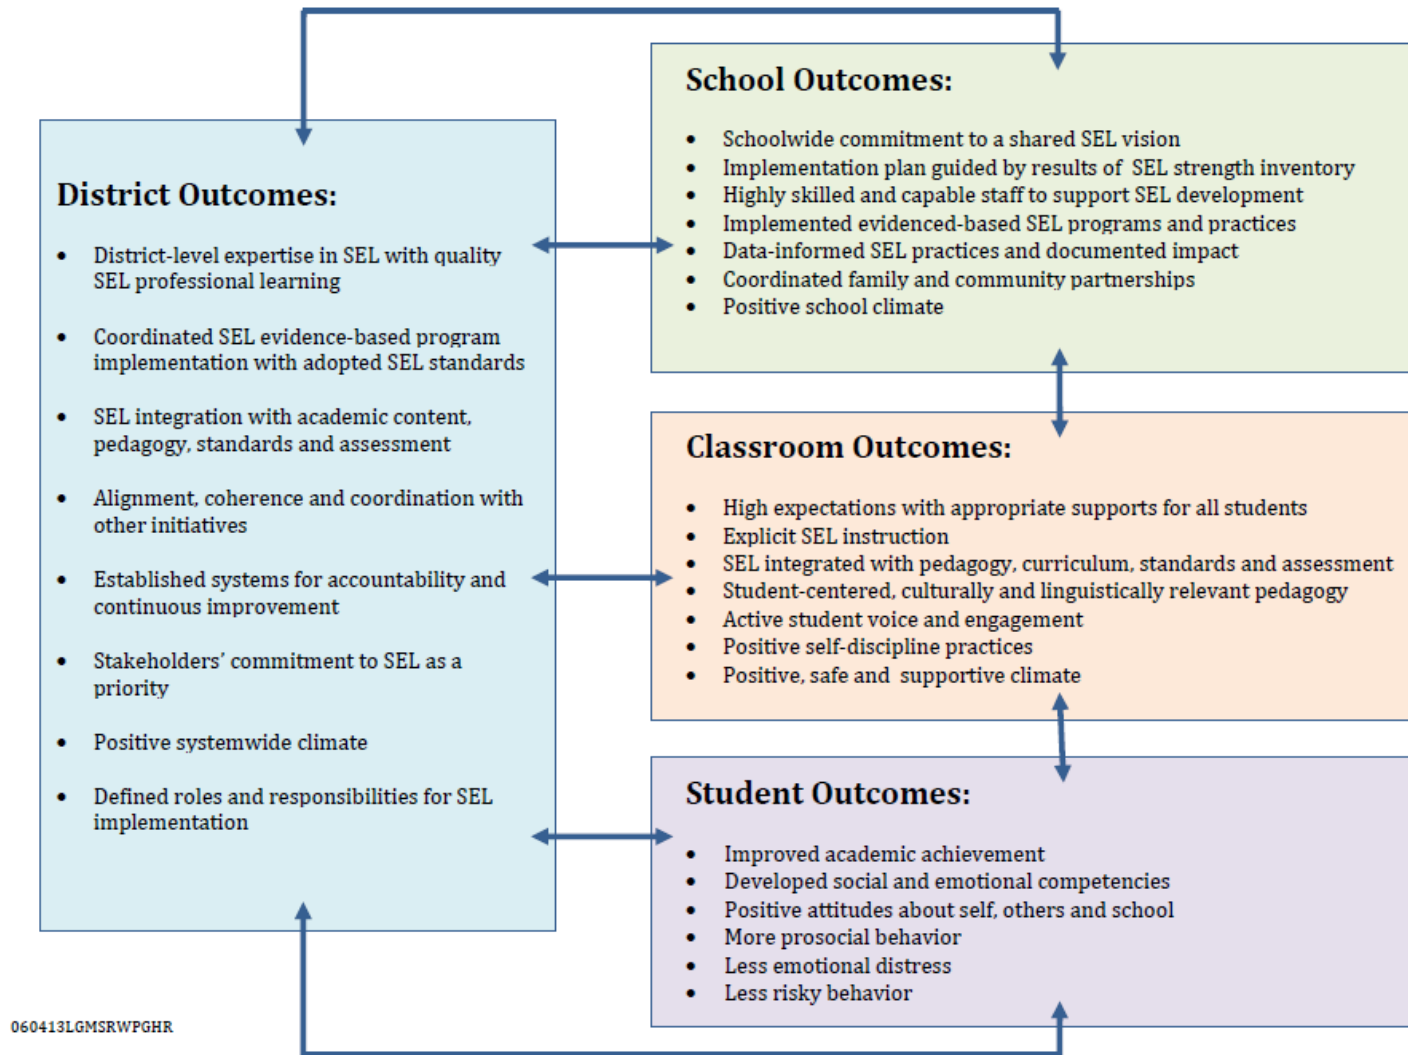 District Outcomes:
• District-level expertise in SEL with quality
SEL professional learning
• Coordinated SEL evidence-based program
implementation with adopted SEL standards
• SEL integration with academic content,
pedagogy, standards and assessment
• Alignment, coherence and coordination with
other initiatives
• Established systems for accountability and
continuous improvement
• Stakeholders’ commitment to SEL as a
priority
• Positive systemwide climate
• Defined roles and responsibilities for SEL
implementation
School Outcomes:
• Schoolwide commitment to a shared SEL vision
• Implementation plan guided by results of SEL strength inventory
• Highly skilled and capable staff to support SEL development
• Implemented evidenced-based SEL programs and practices
• Data-informed SEL practices and documented impact
• Coordinated family and community partnerships
• Positive school climate
Classroom Outcomes:
• High expectations with appropriate supports for all students
• Explicit SEL instruction
• SEL integrated with pedagogy, curriculum, standards and assessment
• Student-centered, culturally and linguistically relevant pedagogy
• Active student voice and engagement
• Positive self-discipline practices
• Positive, safe and supportive climate
Student Outcomes:
• Improved academic achievement
• Developed social and emotional competencies
• Positive attitudes about self, others and school
• More prosocial behavior
• Less emotional distress
• Less risky behavior
060413LGMSRWPGHR